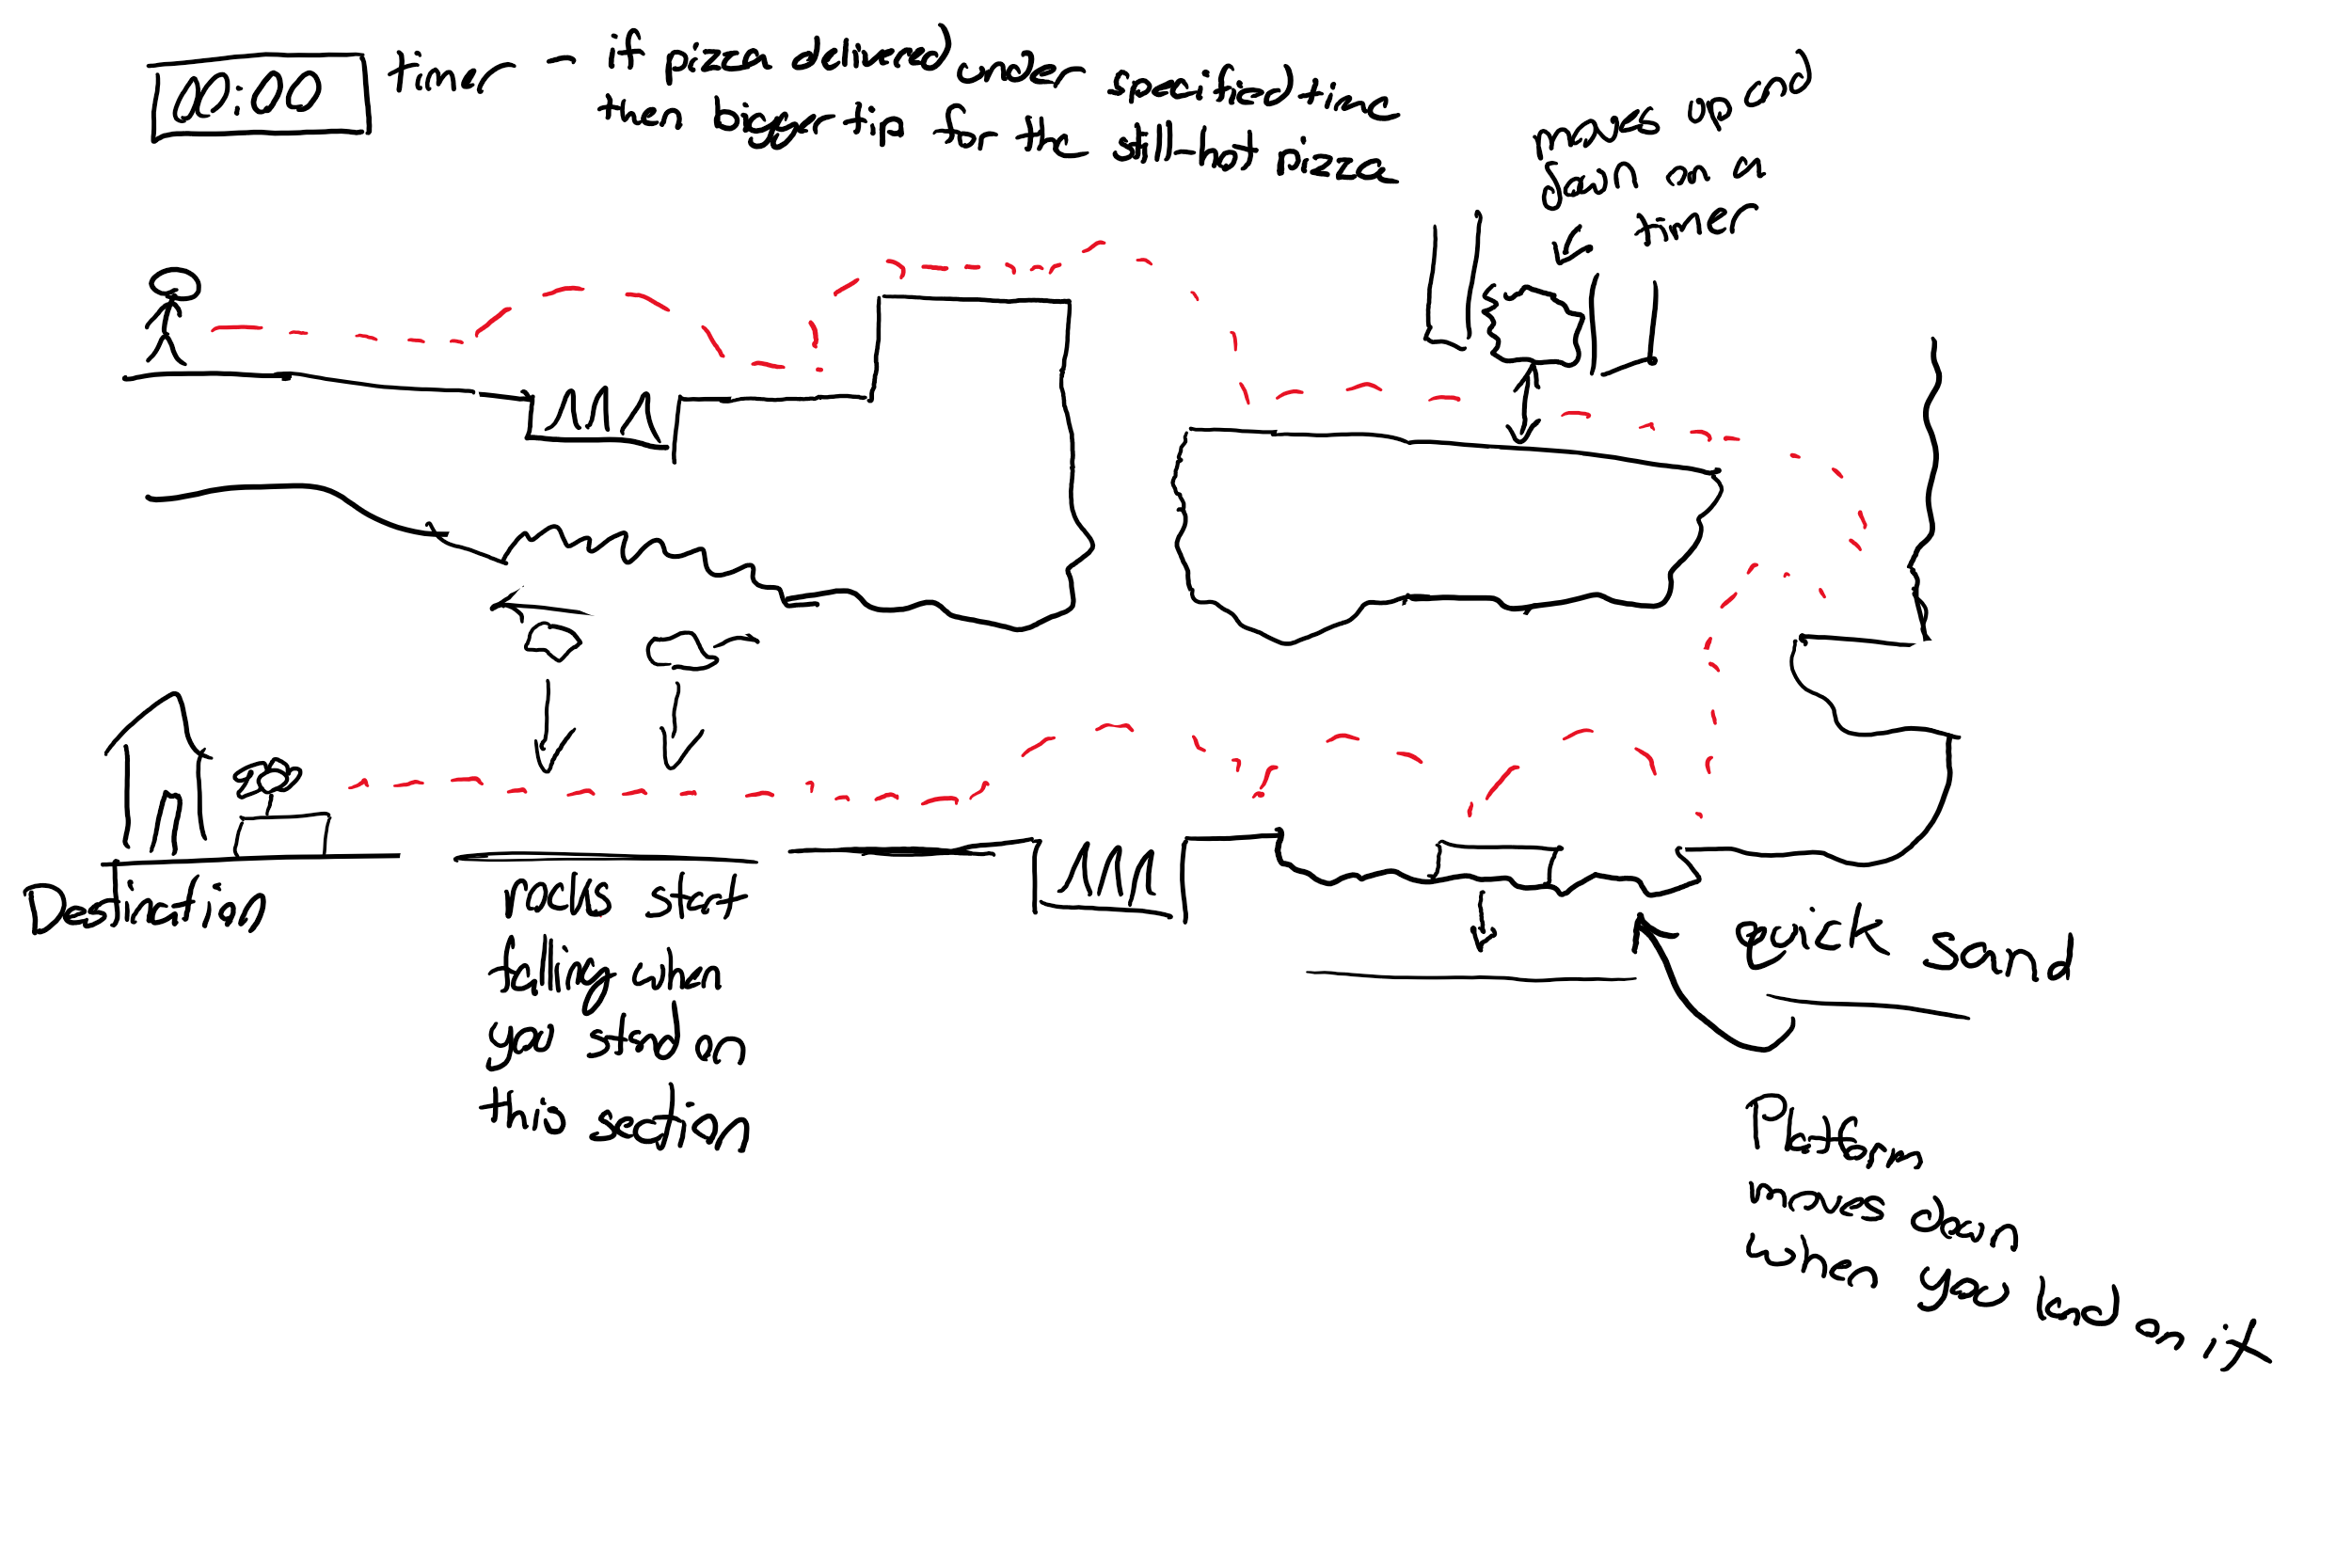 00:00 timer - if pizza delivered under specified time
then bigger tip for the still-hot pizza
moves up and
down on a
timer
Destination
rocks start
falling when
you stand on
this section
quick sand
Platform
moves down
when you land on it